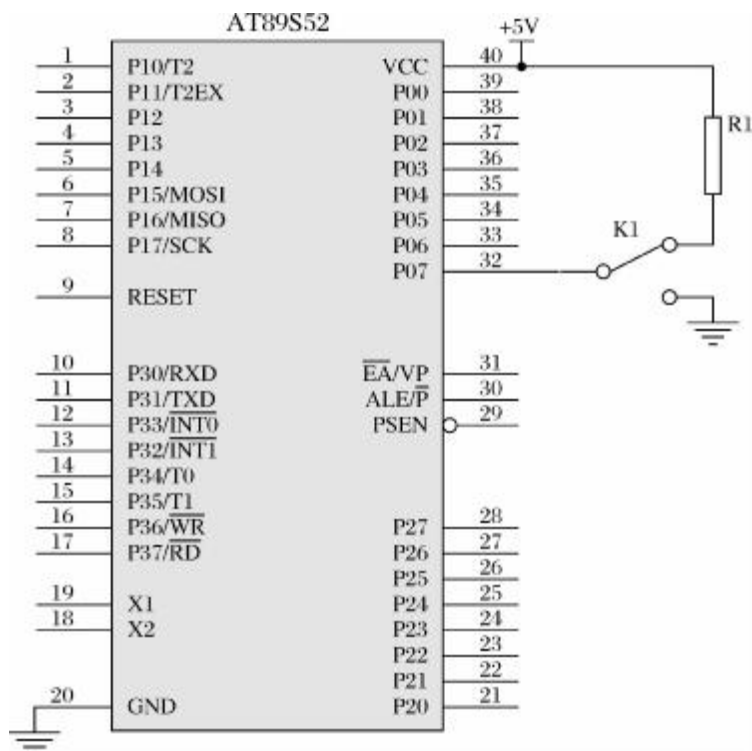 AT89S52
+5V
1 P10/T2 VCC 40
2 P11/T2EX P00 39
3 P12 P01 38
4 P13 P02 37
5 P14 P03 36
6 P15/MOSI P04 35
7 P16/MISO P05 34
8 P17/SCK P06 33
P07 32
R1
K1
9 RESET
10 P30/RXD EA/VP 31
11 P31/TXD ALE/P 30
12 P33/INT0 PSEN 29
13 P32/INT1
14 P34/T0
15 P35/T1
16 P36/WR P27 28
17 P37/RD P26 27
P25 26
19 X1 P24 25
18 X2 P23 24
P22 23
P21 22
20 GND P20 21